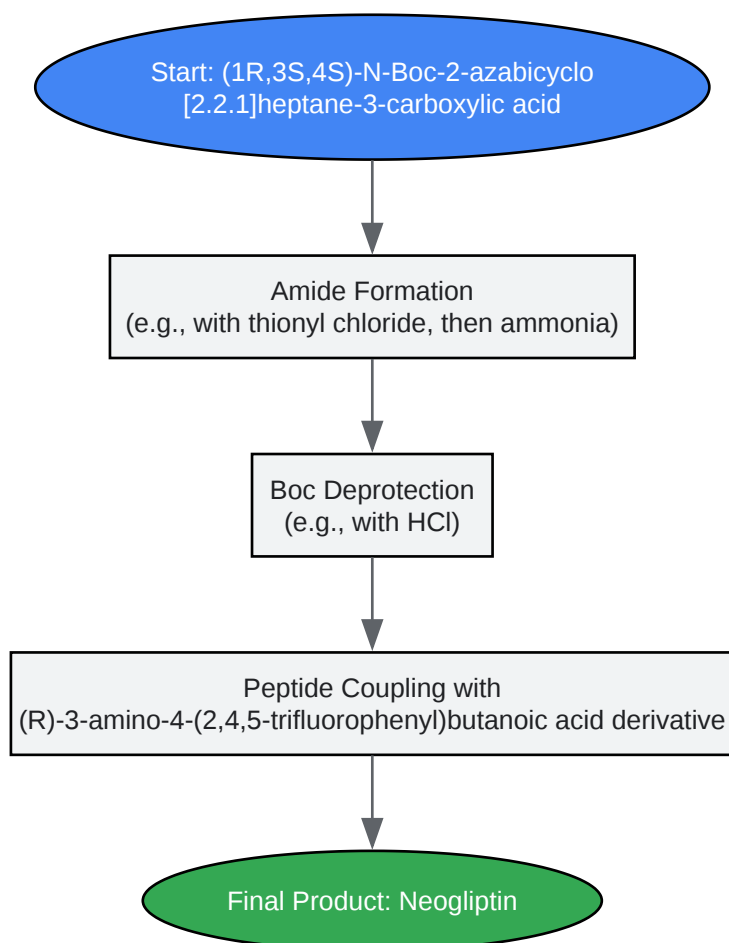 Start: (1R,3S,4S)-N-Boc-2-azabicyclo
[2.2.1]heptane-3-carboxylic acid
Amide Formation
(e.g., with thionyl chloride, then ammonia)
Boc Deprotection
(e.g., with HCl)
Peptide Coupling with
(R)-3-amino-4-(2,4,5-trifluorophenyl)butanoic acid derivative
Final Product: Neogliptin